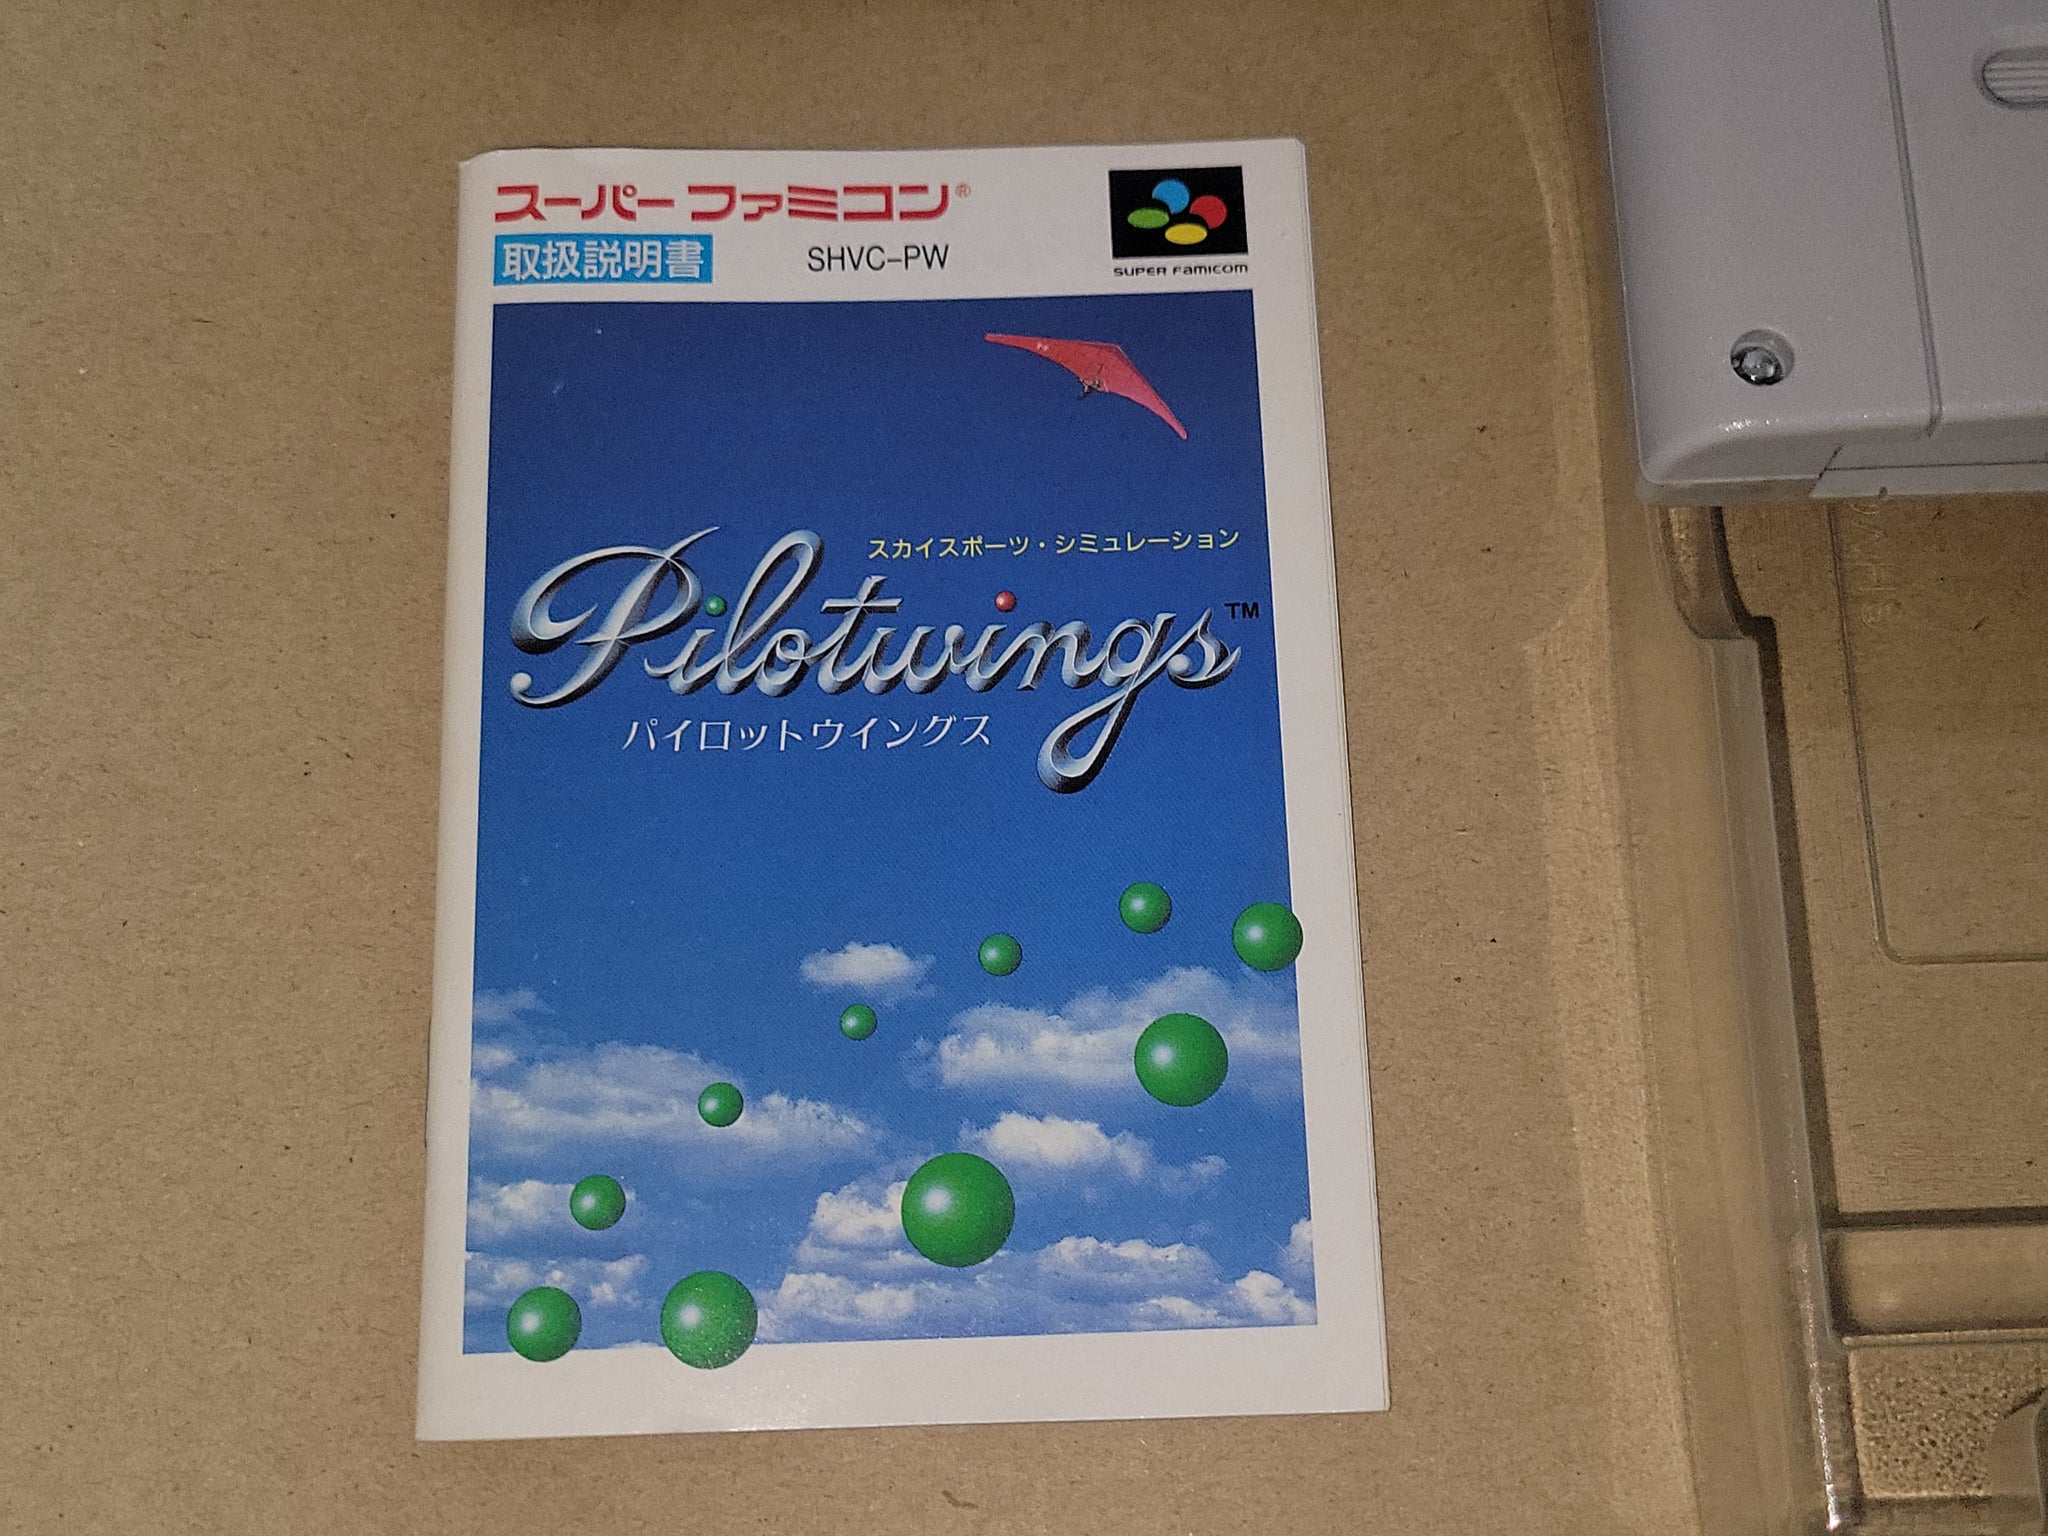 スーパーファミコン®
取扱説明書
SHVC-PW
SUPER FAMICOM
スカイスポーツ・シミュレーション
Pilotwings™
パイロットウイングス